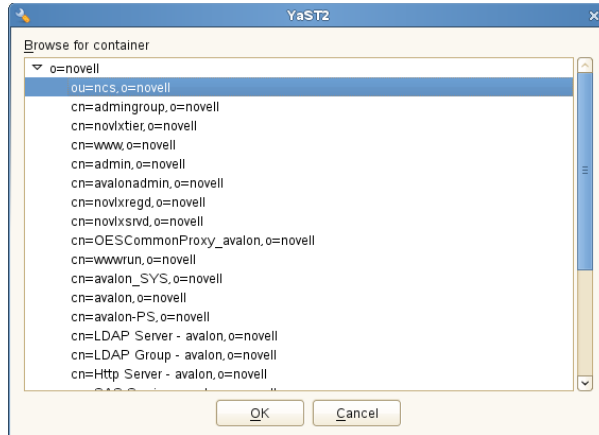 YaST2
Browse for container
o=novell
ou=ncs,o=novell
cn=admingroup,o=novell
cn=novlxtier,o=novell
cn=www,o=novell
cn=admin,o=novell
cn=avalonadmin,o=novell
cn=novlxregd,o=novell
cn=novlxsrvd,o=novell
cn=OESCommonProxy_avalon,o=novell
cn=wwwrun,o=novell
cn=avalon_SYS,o=novell
cn=avalon,o=novell
cn=avalon-PS,o=novell
cn=LDAP Server - avalon,o=novell
cn=LDAP Group - avalon,o=novell
cn=Http Server - avalon,o=novell
OK Cancel